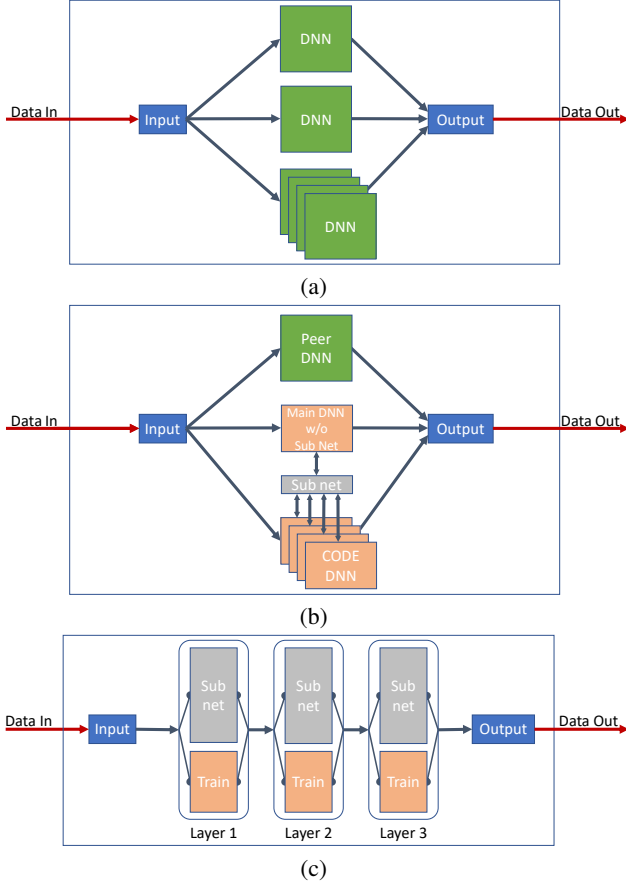 DNN
Data In
Input
DNN
Output
Data Out
DNN
(a)
Peer
DNN
Data In
Input
Main DNN
w/o
Sub Net
Output
Data Out
Sub net
CODE
DNN
(b)
Sub
net
Sub
net
Sub
net
Data In
Input
Output
Data Out
Train
Train
Train
Layer 1
Layer 2
Layer 3
(c)